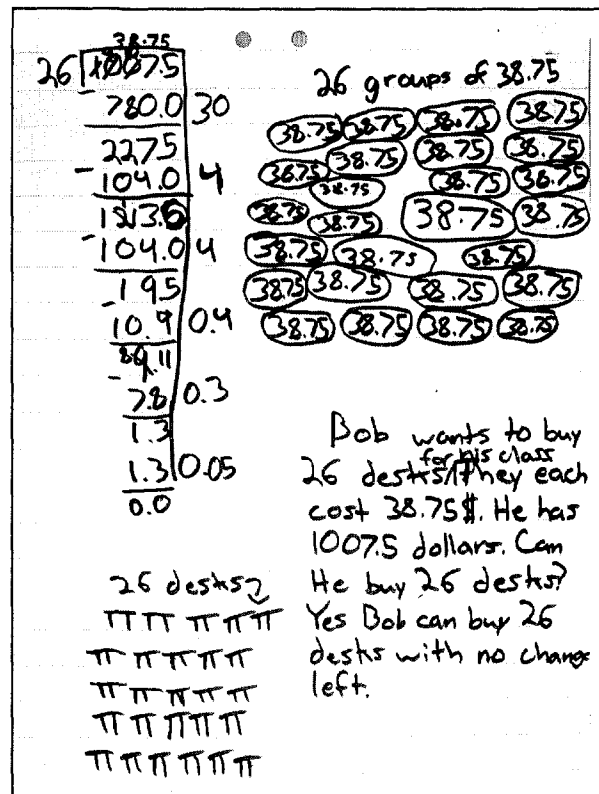 38.75
26 1007.5
- 780.0 30
227.5
- 104.0 4
123.5
- 104.0 4
19.5
10.4 0.4
9.1
- 7.8 0.3
1.3
1.3 0.05
0.0
26 groups of 38.75
38.75 38.75 38.75 38.75
38.75 38.75 38.75
36.75 38.75 38.75 36.75
38.75 38.75 38.75 38.75
38.75 38.75 38.75
38.75 38.75 38.75 38.75
38.75 38.75 38.75 38.75
Bob wants to buy
for his class
26 desks. They each
cost 38.75$. He has
1007.5 dollars. Can
He buy 26 desks?
Yes Bob can buy 26
desks with no change
left.
26 desks